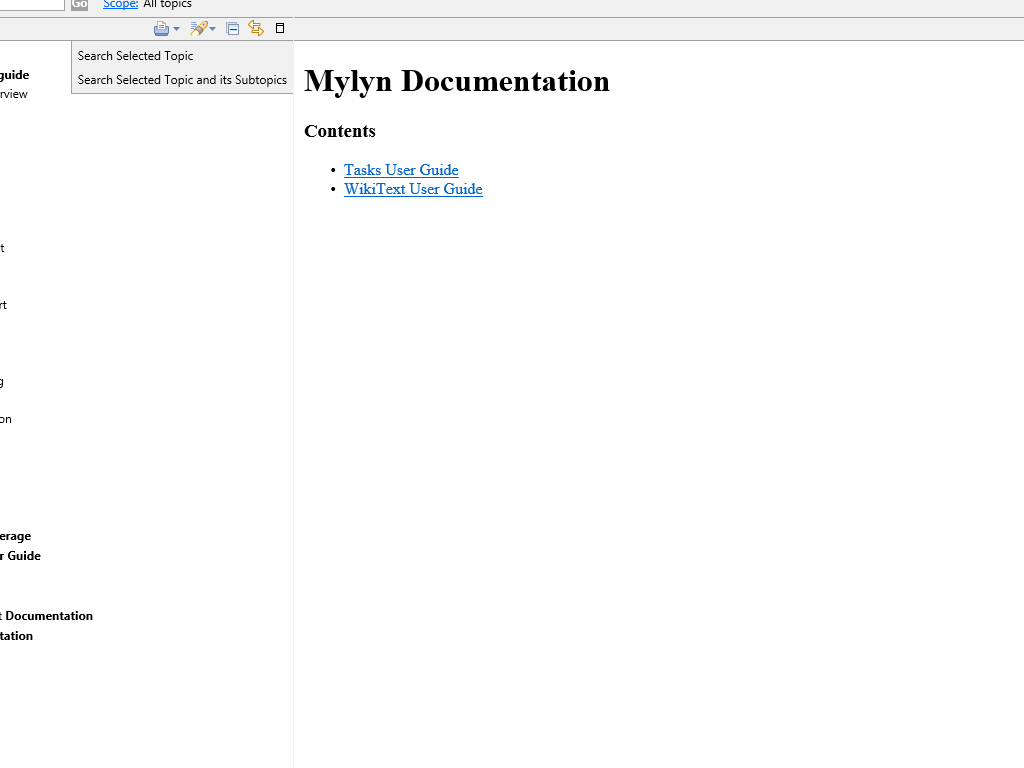 Go Scope: All topics
Search Selected Topic
Search Selected Topic and its Subtopics
guide
rview
t
rt
g
on
erage
r Guide
t Documentation
tation
Mylyn Documentation
Contents
• Tasks User Guide
• WikiText User Guide